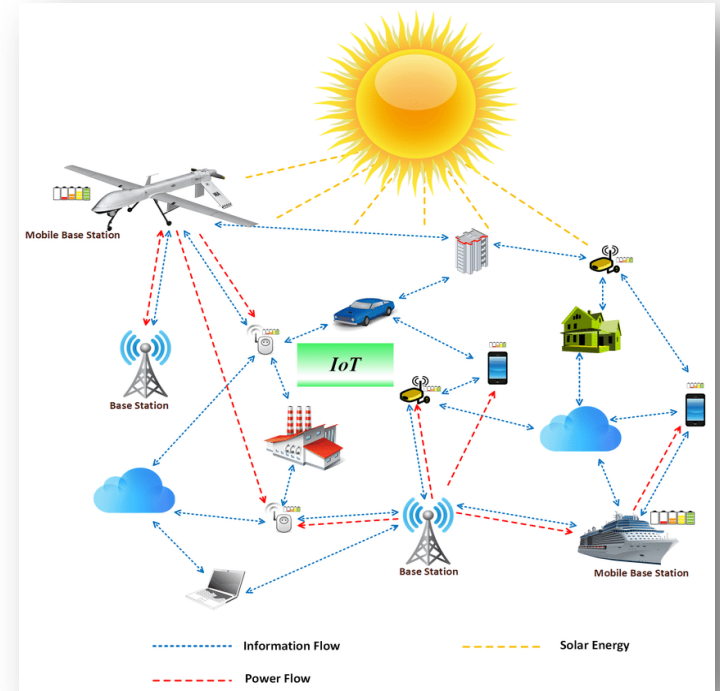 Mobile Base Station
IoT
Base Station
Base Station
Mobile Base Station
Information Flow
Solar Energy
Power Flow